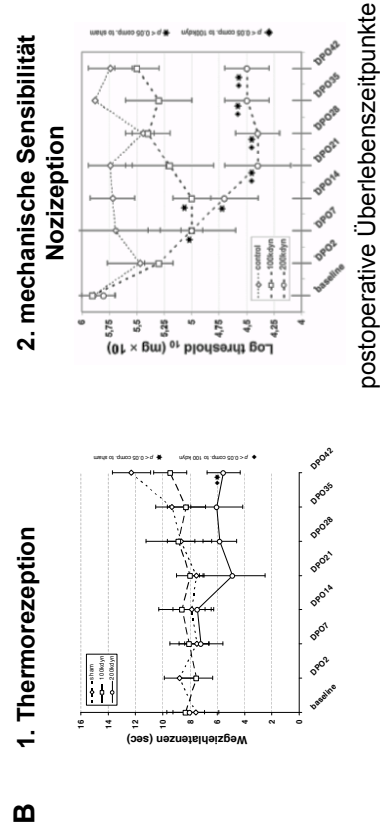 B
1. Thermorezeption
2. mechanische Sensibilität
Nozizeption
Wegziehlatenzen (sec)
16
14
12
10
8
6
4
2
0
sham
100kdyn
200kdyn
baseline
DPO2
DPO7
DPO14
DPO21
DPO28
DPO35
DPO42
p < 0.05 comp. to sham
p < 0.05 comp. to 100 kdyn
Log threshold 10 (mg × 10)
6
5,75
5,5
5,25
5
4,75
4,5
4,25
4
control
100kdyn
200kdyn
baseline
DPO2
DPO7
DPO14
DPO21
DPO28
DPO35
DPO42
p < 0.05 comp. to sham
p < 0.05 comp. to 100kdyn
postoperative Überlebenszeitpunkte